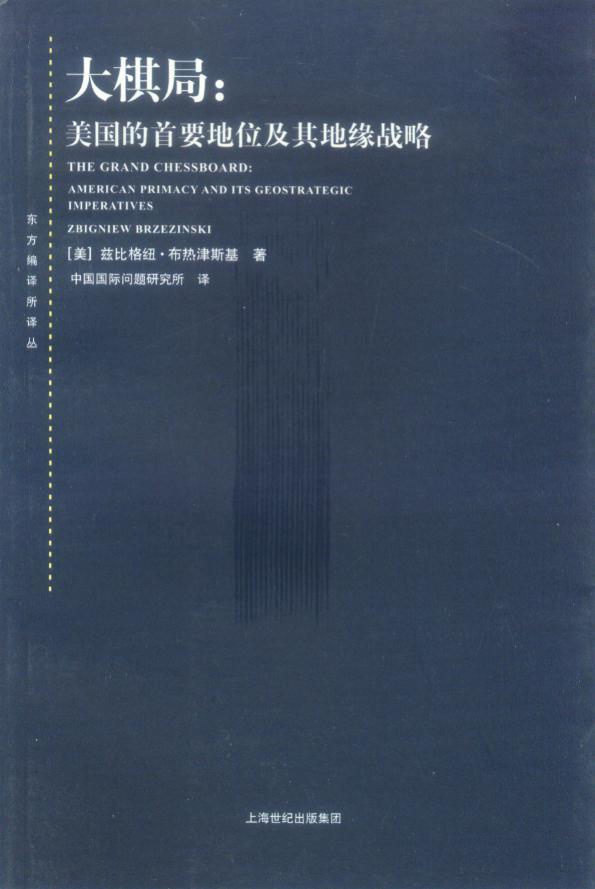 大棋局：
美国的首要地位及其地缘战略
THE GRAND CHESSBOARD:
AMERICAN PRIMACY AND ITS GEOSTRATEGIC
IMPERATIVES
ZBIGNIEW BRZEZINSKI
［美］兹比格纽·布热津斯基 著
中国国际问题研究所 译
东方编译所译丛
上海世纪出版集团